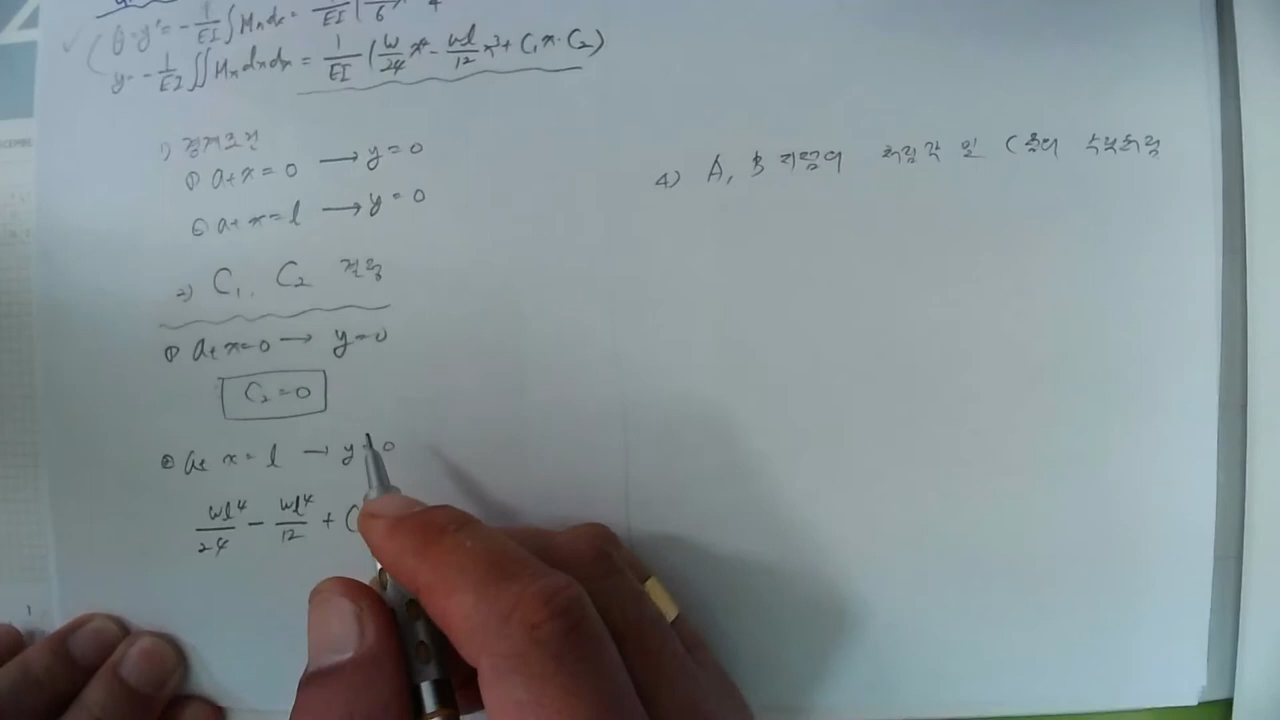 θ=y'=-1/EI ∫Mx dx = 1/EI ( 6
y=-1/EI ∬Mx dx dx = 1/EI (w/24 x⁴ - wl/12 x³ + C₁x + C₂)
1) 경계조건
① at x=0 → y=0
② at x=l → y=0
2) C₁, C₂ 결정
① at x=0 → y=0
C₂=0
② at x=l → y=0
wl⁴/24 - wl⁴/12 + C
4) A, B 지점의 처짐각 및 C점의 수직처짐